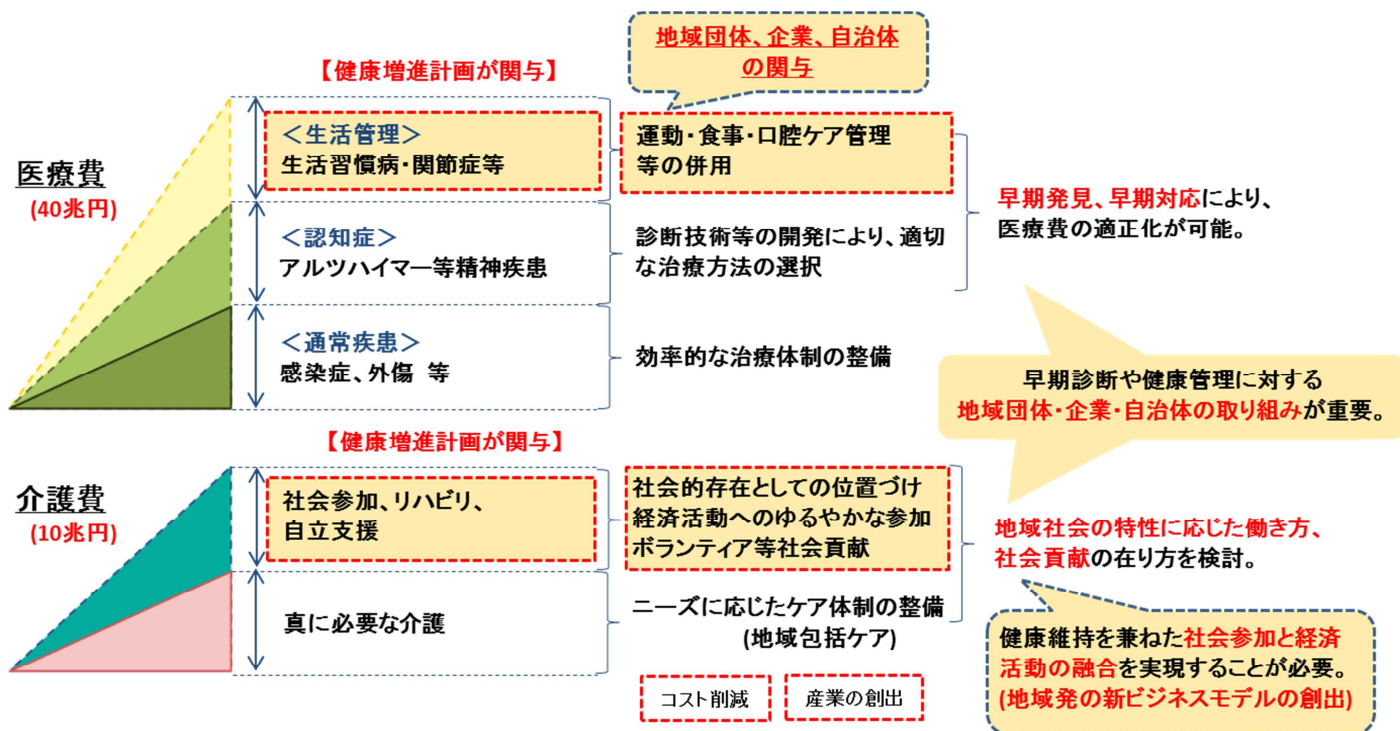 地域団体、企業、自治体
の関与
【健康増進計画が関与】
医療費
(40兆円)
＜生活管理＞
生活習慣病・関節症等
運動・食事・口腔ケア管理
等の併用
＜認知症＞
アルツハイマー等精神疾患
診断技術等の開発により、適切
な治療方法の選択
＜通常疾患＞
感染症、外傷 等
効率的な治療体制の整備
早期発見、早期対応により、
医療費の適正化が可能。
早期診断や健康管理に対する
地域団体・企業・自治体の取り組みが重要。
【健康増進計画が関与】
介護費
(10兆円)
社会参加、リハビリ、
自立支援
社会的存在としての位置づけ
経済活動へのゆるやかな参加
ボランティア等社会貢献
真に必要な介護
ニーズに応じたケア体制の整備
(地域包括ケア)
地域社会の特性に応じた働き方、
社会貢献の在り方を検討。
健康維持を兼ねた社会参加と経済
活動の融合を実現することが必要。
(地域発の新ビジネスモデルの創出)
コスト削減
産業の創出